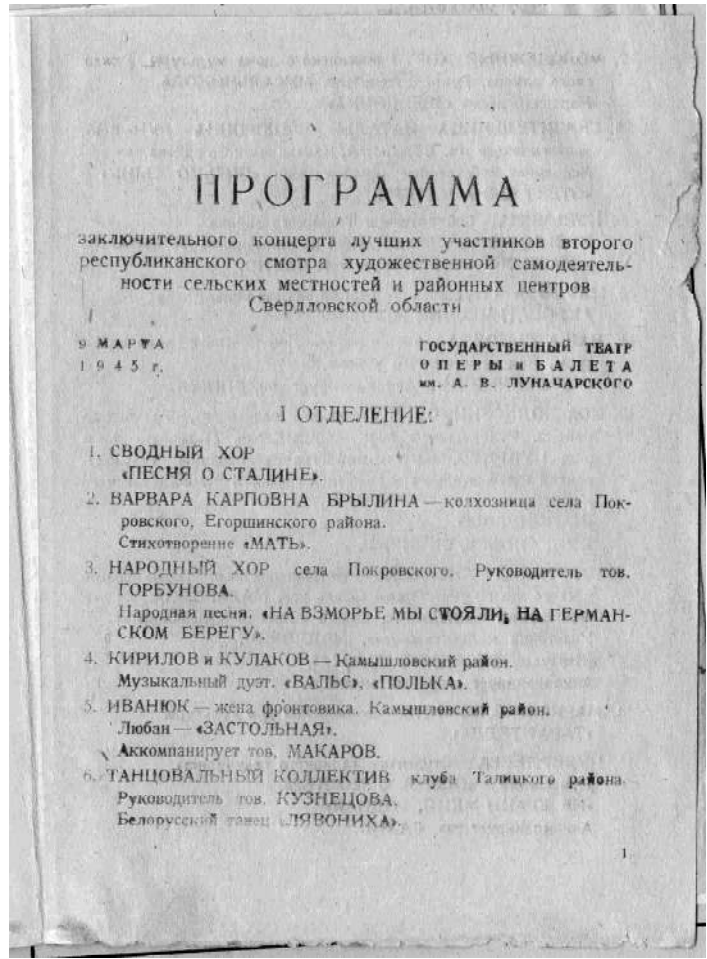 ПРОГРАММА
заключительного концерта лучших участников второго
республиканского смотра художественной самодеятель-
ности сельских местностей и районных центров
Свердловской области
9 МАРТА
1945 г.
ГОСУДАРСТВЕННЫЙ ТЕАТР
ОПЕРЫ и БАЛЕТА
им. А. В. ЛУНАЧАРСКОГО
I ОТДЕЛЕНИЕ:
1. СВОДНЫЙ ХОР
«ПЕСНЯ О СТАЛИНЕ».
2. ВАРВАРА КАРПОВНА БРЫЛИНА — колхозница села Пок-
ровского, Егоршинского района.
Стихотворение «МАТЬ».
3. НАРОДНЫЙ ХОР села Покровского. Руководитель тов.
ГОРБУНОВА.
Народная песня. «НА ВЗМОРЬЕ МЫ СТОЯЛИ, НА ГЕРМАН-
СКОМ БЕРЕГУ».
4. КИРИЛОВ и КУЛАКОВ — Камышловский район.
Музыкальный дуэт. «ВАЛЬС», «ПОЛЬКА».
5. ИВАНЮК — жена фронтовика. Камышловский район.
Любан — «ЗАСТОЛЬНАЯ».
Аккомпанирует тов. МАКАРОВ.
6. ТАНЦОВАЛЬНЫЙ КОЛЛЕКТИВ клуба Талицкого района.
Руководитель тов. КУЗНЕЦОВА.
Белорусский танец «ЛЯВОНИХА».
1